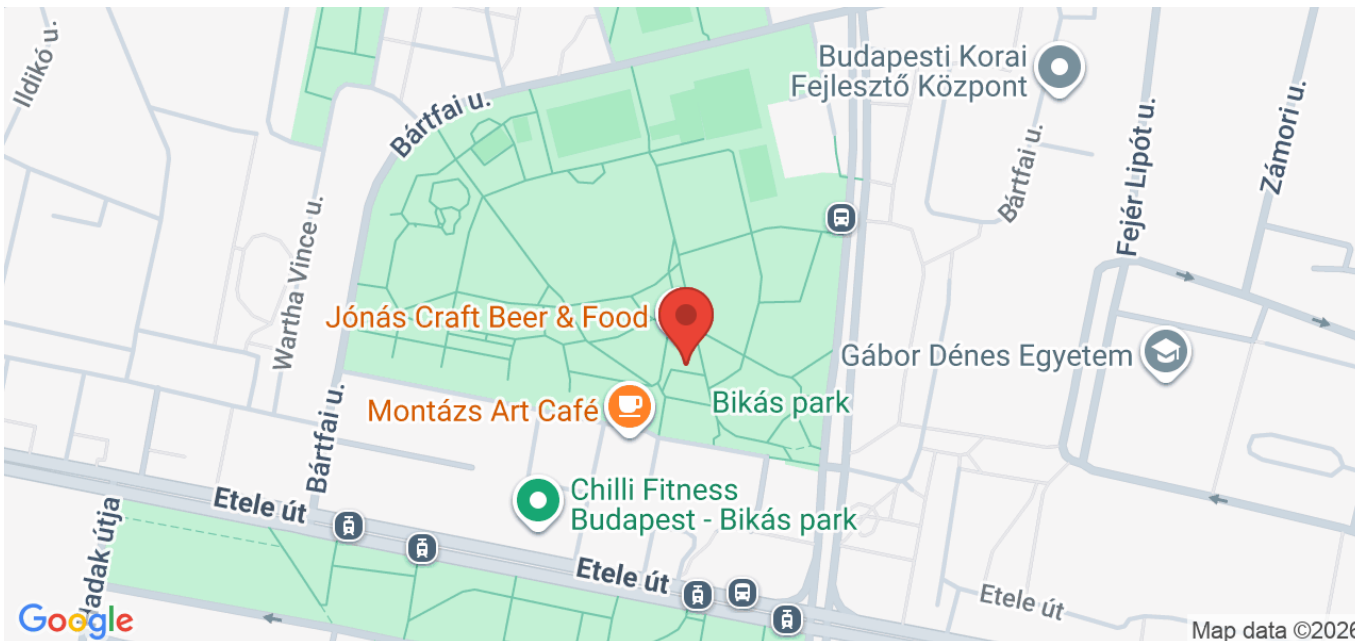 Ildikó u.
Bártfai u.
Budapesti Korai
Fejlesztő Központ
Fejér Lipót u.
Zámori u.
Bártfai u.
Wartha Vince u.
Jónás Craft Beer & Food
Gábor Dénes Egyetem
Bikás park
Montázs Art Café
Bártfai u.
Chilli Fitness
Budapest - Bikás park
Etele út
Etele út
Etele út
Google
Map data ©2026